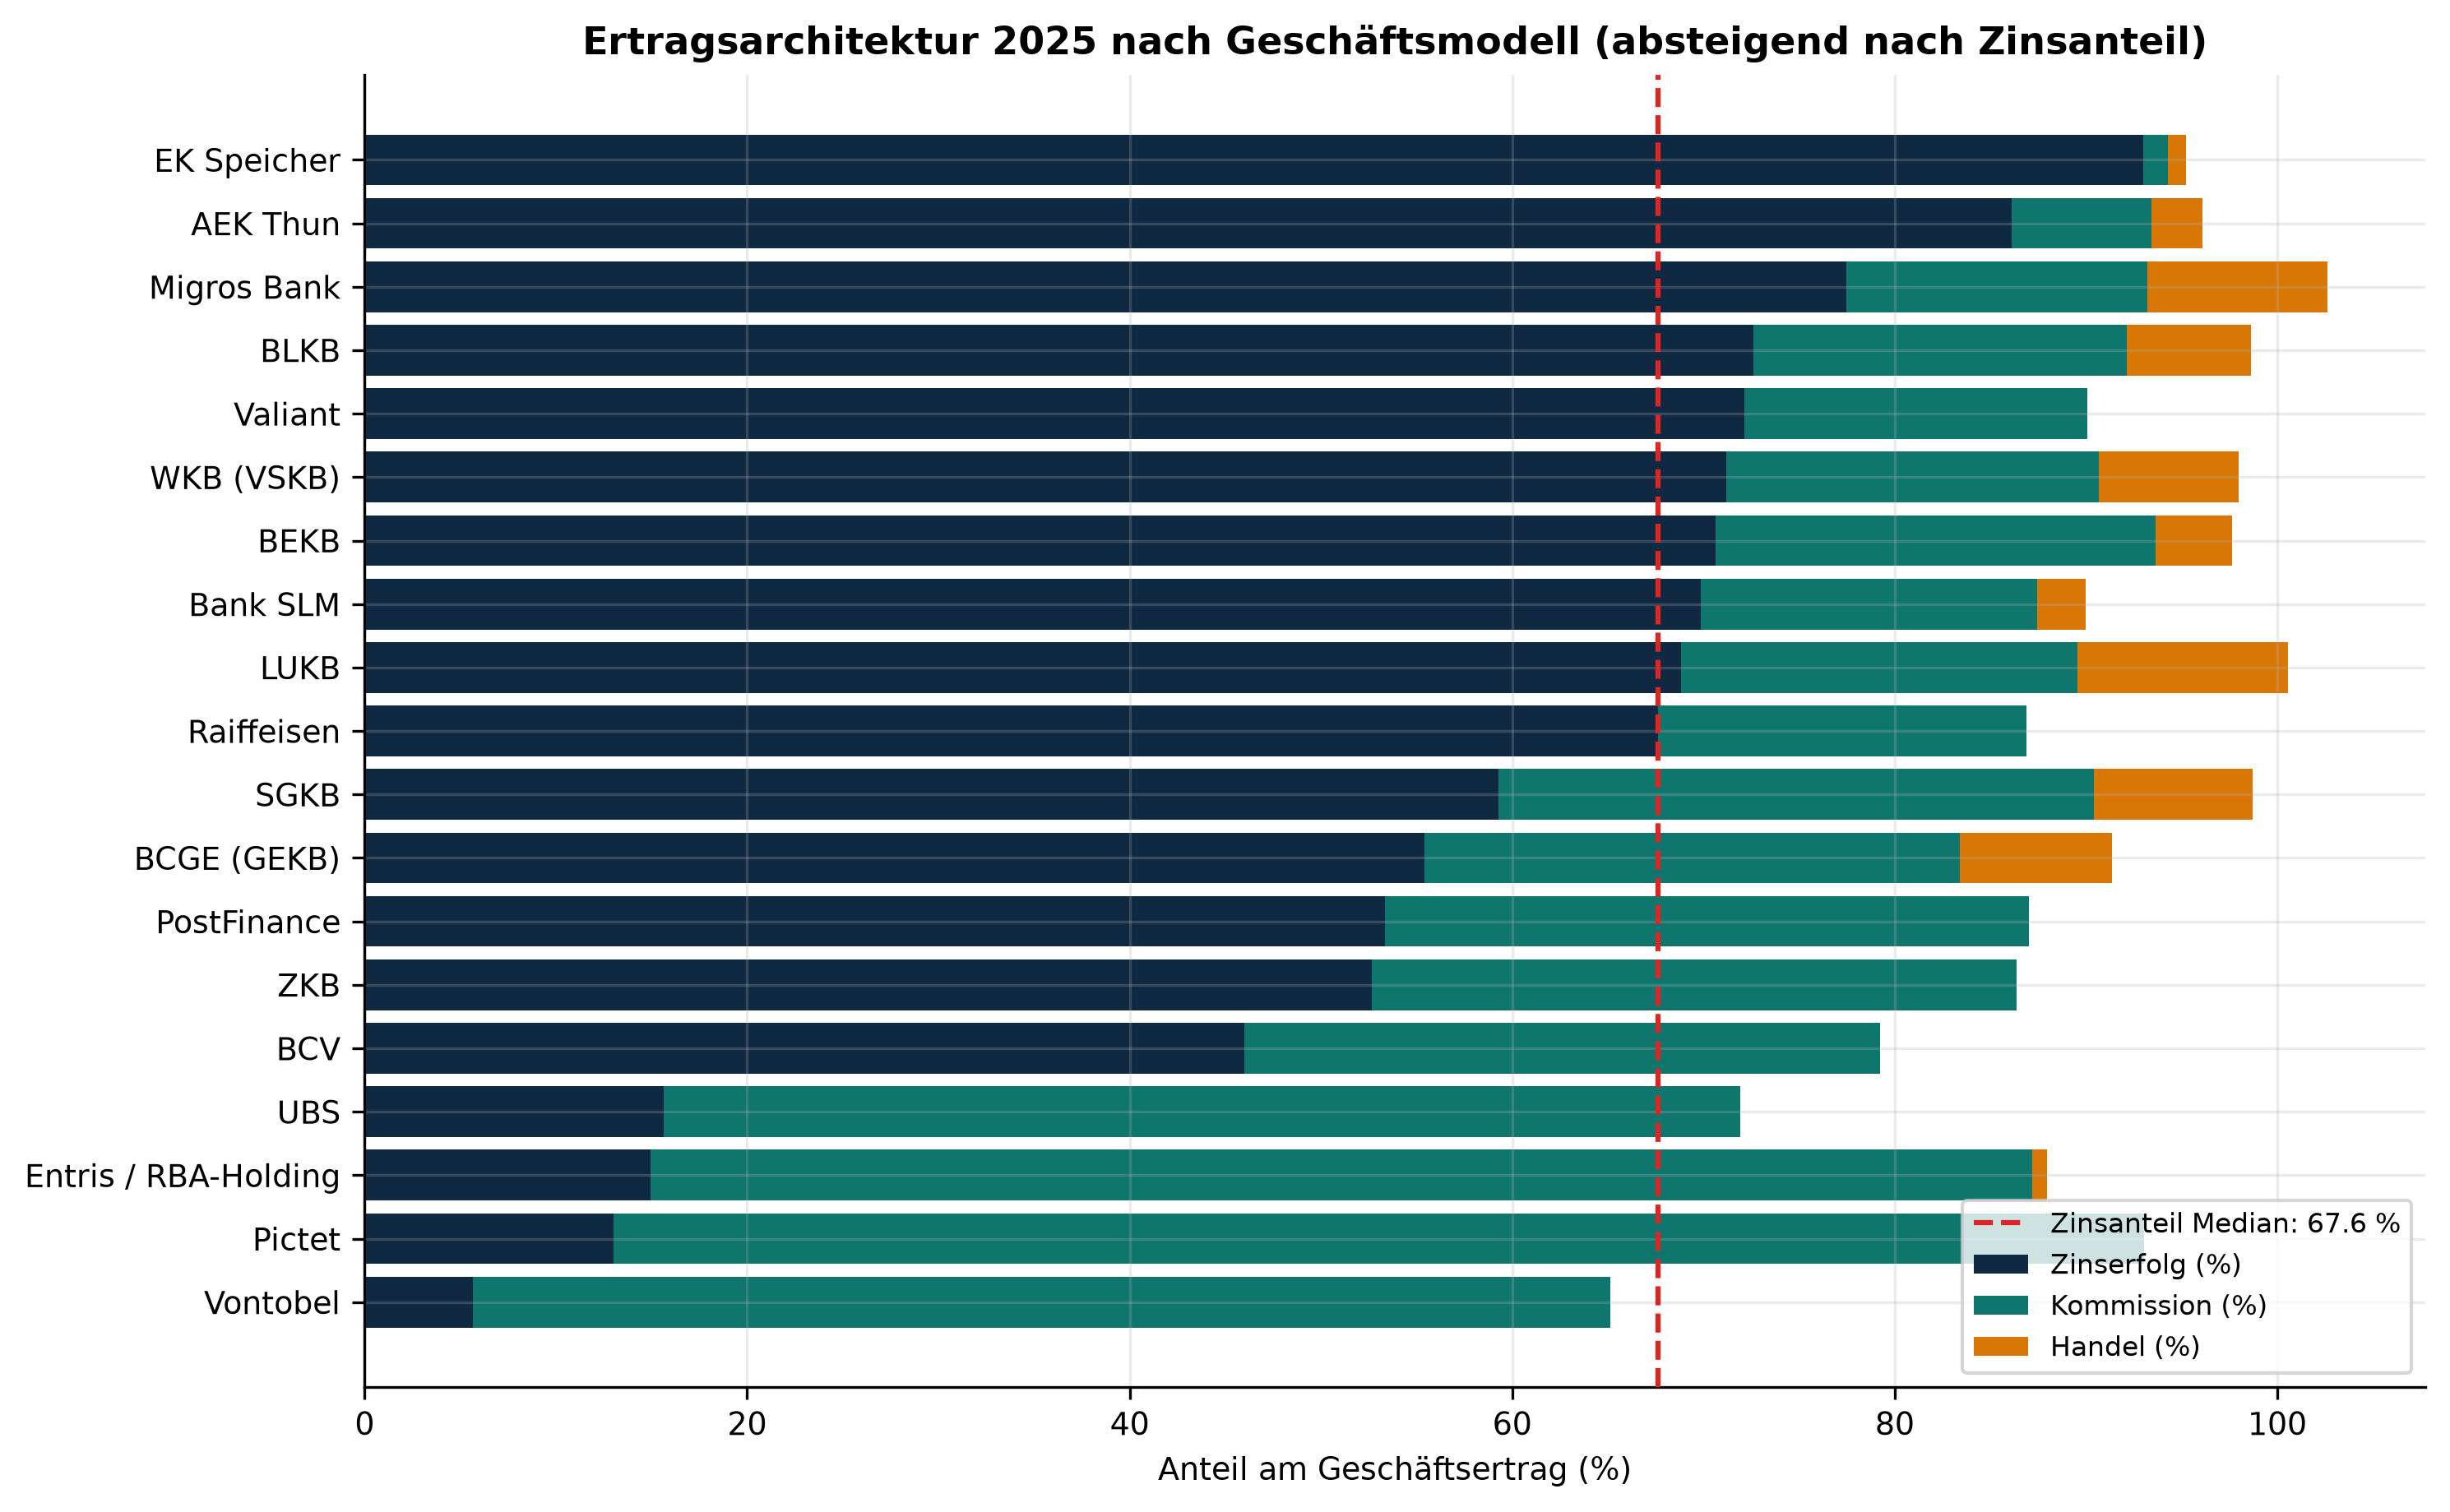 Ertragsarchitektur 2025 nach Geschäftsmodell (absteigend nach Zinsanteil)
EK Speicher
AEK Thun
Migros Bank
BLKB
Valiant
WKB (VSKB)
BEKB
Bank SLM
LUKB
Raiffeisen
SGKB
BCGE (GEKB)
PostFinance
ZKB
BCV
UBS
Entris / RBA-Holding
Pictet
Vontobel
Zinsanteil Median: 67.6 %
Zinserfolg (%)
Kommission (%)
Handel (%)
0 20 40 60 80 100
Anteil am Geschäftsertrag (%)